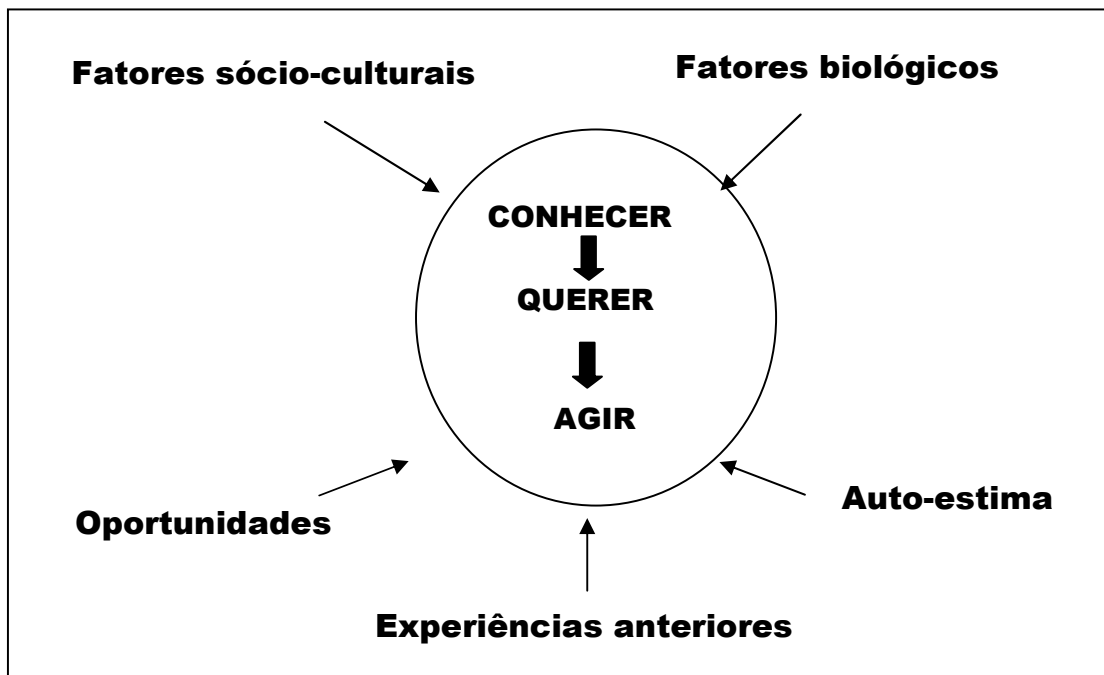 Fatores sócio-culturais
Fatores biológicos
CONHECER
QUERER
AGIR
Oportunidades
Auto-estima
Experiências anteriores